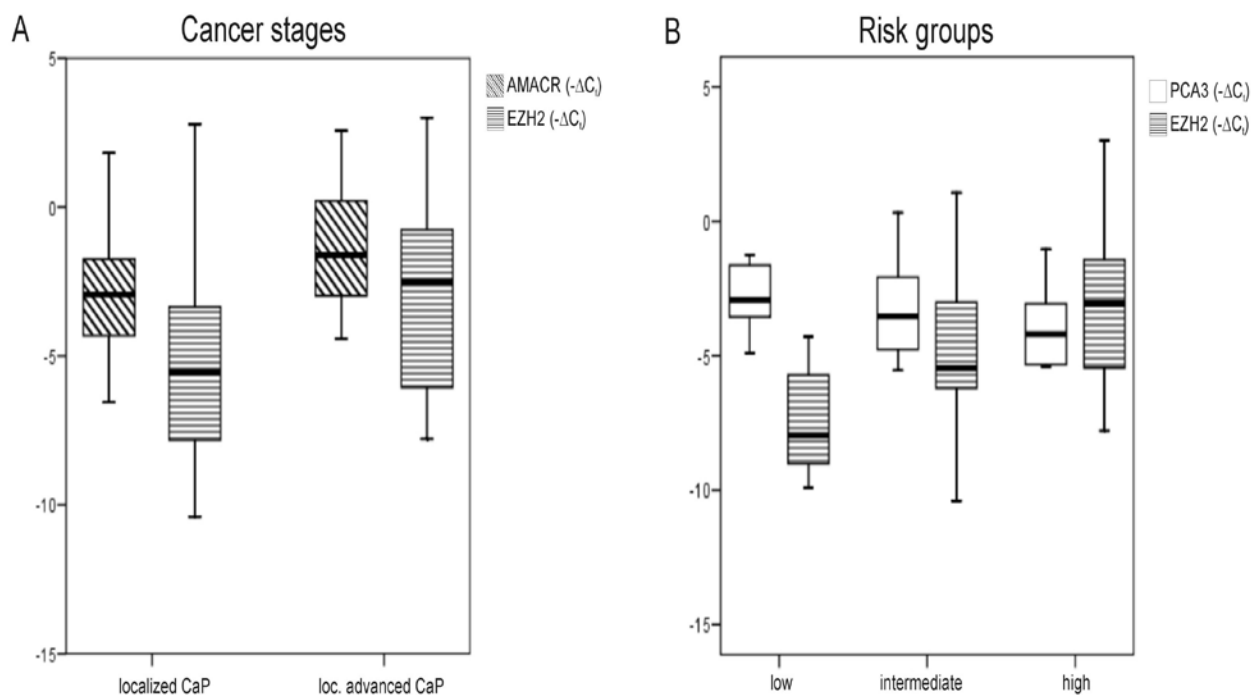 A
Cancer stages
5
0
-5
-10
-15
localized CaP
loc. advanced CaP
AMACR (-ΔCₜ)
EZH2 (-ΔCₜ)
B
Risk groups
5
0
-5
-10
-15
low
intermediate
high
PCA3 (-ΔCₜ)
EZH2 (-ΔCₜ)